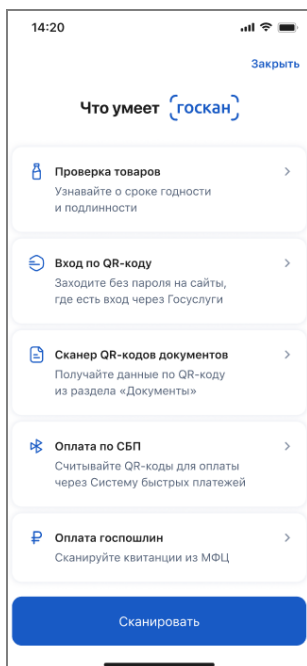 14:20
Закрыть
Что умеет госкан
Проверка товаров
Узнавайте о сроке годности
и подлинности
Вход по QR-коду
Заходите без пароля на сайты,
где есть вход через Госуслуги
Сканер QR-кодов документов
Получайте данные по QR-коду
из раздела «Документы»
Оплата по СБП
Считывайте QR-коды для оплаты
через Систему быстрых платежей
Оплата госпошлин
Сканируйте квитанции из МФЦ
Сканировать